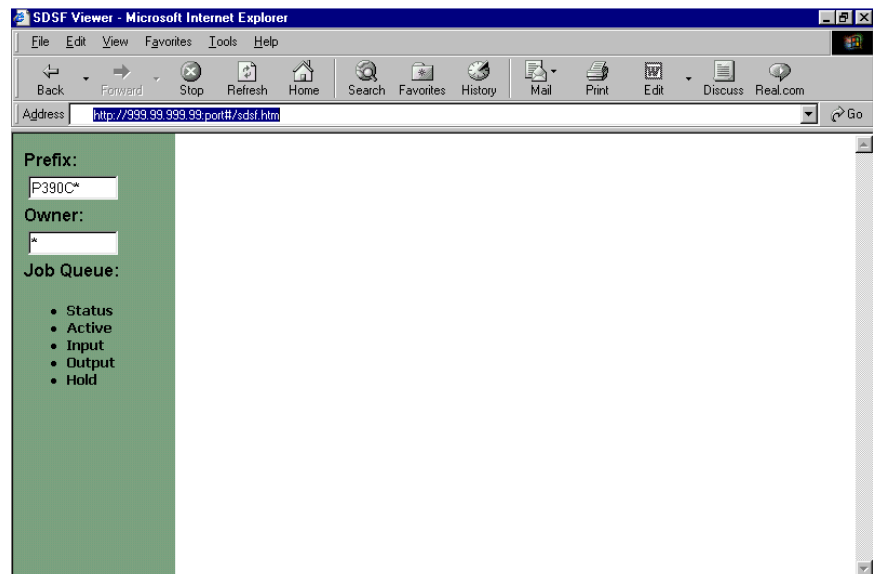 SDSF Viewer - Microsoft Internet Explorer
File Edit View Favorites Tools Help
Back Forward Stop Refresh Home Search Favorites History Mail Print Edit Discuss Real.com
Address http://999.99.999.99:port#/sdsf.htm Go
Prefix:
P390C*
Owner:
*
Job Queue:
• Status
• Active
• Input
• Output
• Hold